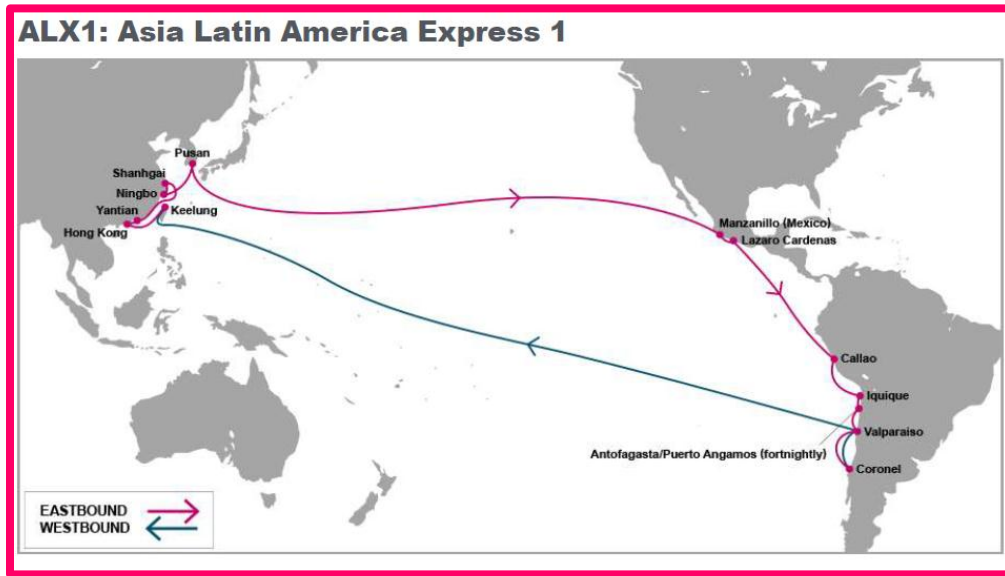 ALX1: Asia Latin America Express 1
Pusan
Shanhgai
Ningbo
Yantian
Keelung
Hong Kong
Manzanillo (Mexico)
Lazaro Cardenas
Callao
Iquique
Valparaiso
Antofagasta/Puerto Angamos (fortnightly)
Coronel
EASTBOUND
WESTBOUND